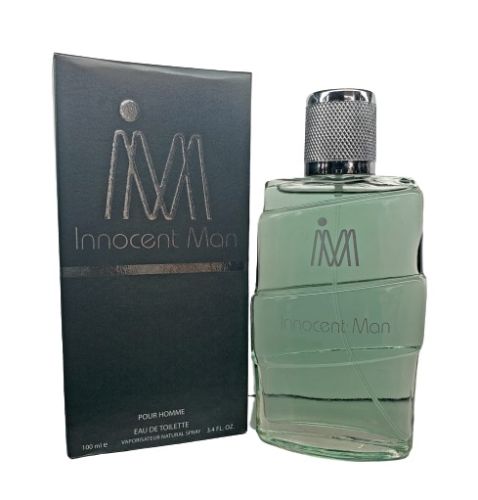 IM
Innocent Man
POUR HOMME
EAU DE TOILETTE
100 ml e VAPORISATEUR NATURAL SPRAY 3.4 FL. OZ.
IM
Innocent Man